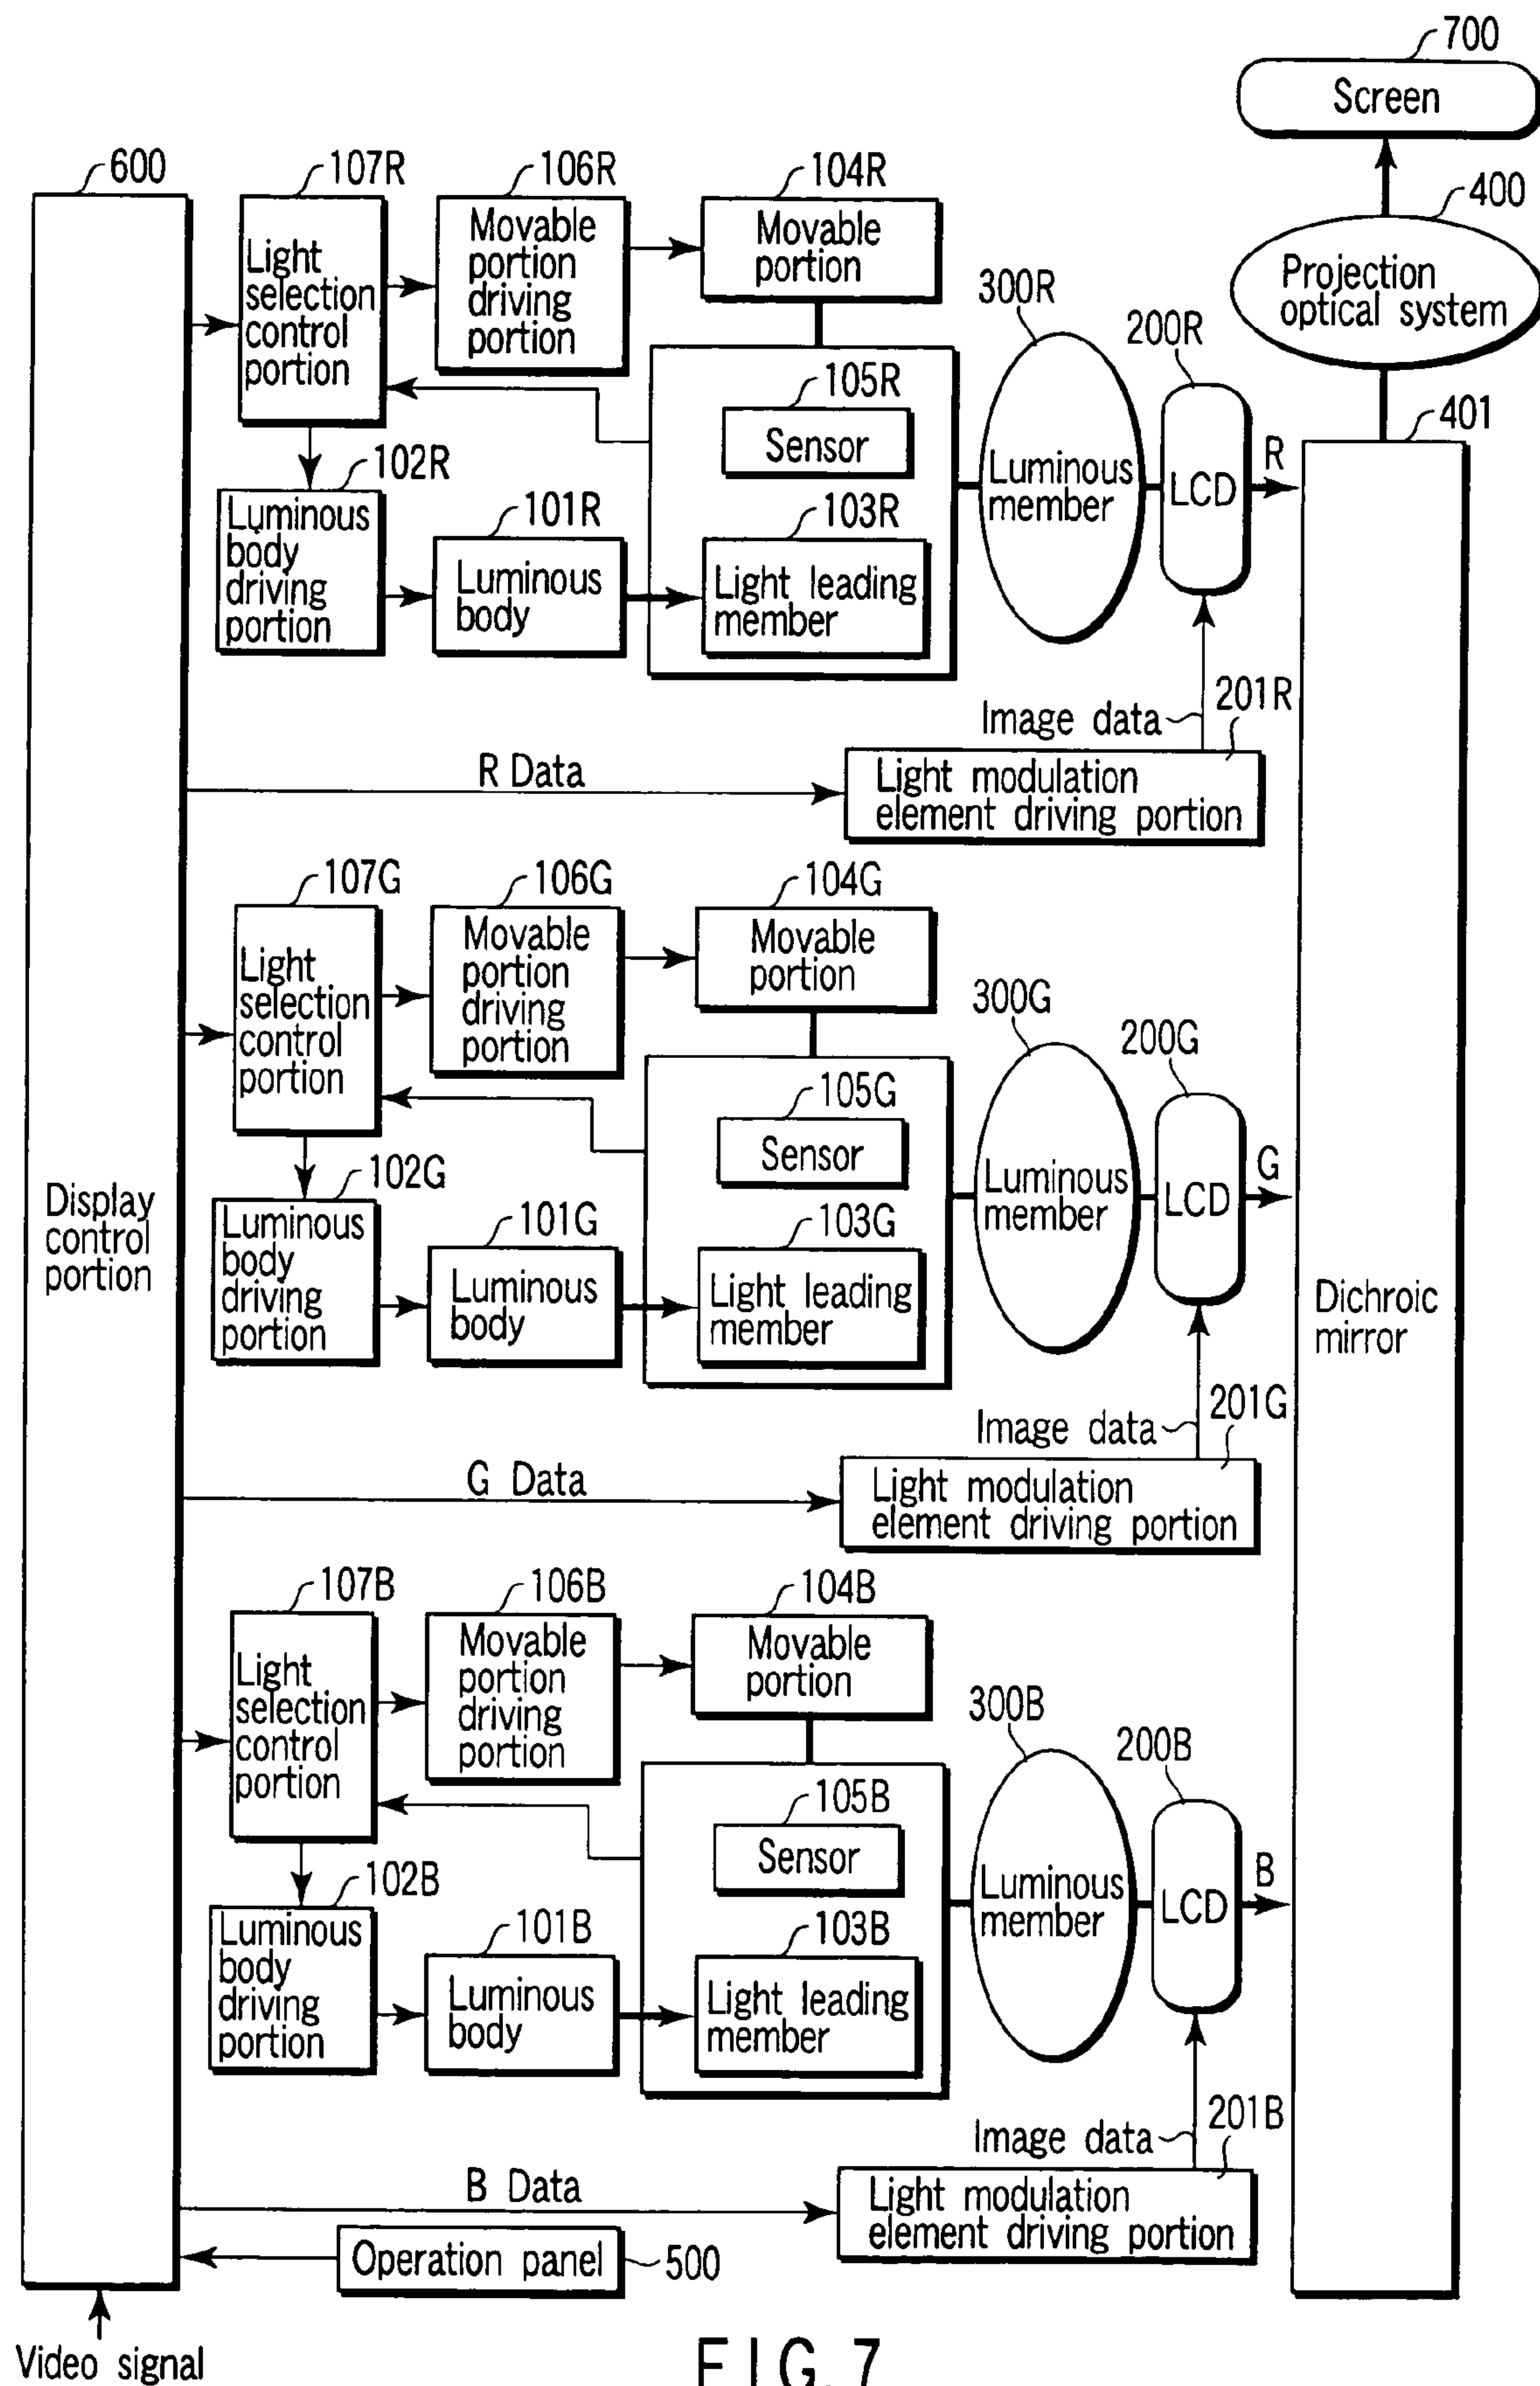 700
Screen
600
107R
106R
104R
400
Light
selection
control
portion
Movable
portion
driving
portion
Movable
portion
Projection
optical system
300R
200R
105R
Sensor
401
102R
Luminous
body
driving
portion
101R
Luminous
body
103R
Light leading
member
Luminous
member
LCD
R
Image data
201R
R Data
Light modulation
element driving portion
107G
106G
104G
Light
selection
control
portion
Movable
portion
driving
portion
Movable
portion
300G
200G
105G
Sensor
102G
Luminous
body
driving
portion
101G
Luminous
body
103G
Light leading
member
Luminous
member
LCD
G
Display
control
portion
Dichroic
mirror
Image data
201G
G Data
Light modulation
element driving portion
107B
106B
104B
Light
selection
control
portion
Movable
portion
driving
portion
Movable
portion
300B
200B
105B
Sensor
102B
Luminous
body
driving
portion
101B
Luminous
body
103B
Light leading
member
Luminous
member
LCD
B
Image data
201B
B Data
Light modulation
element driving portion
Operation panel
500
Video signal
FIG. 7